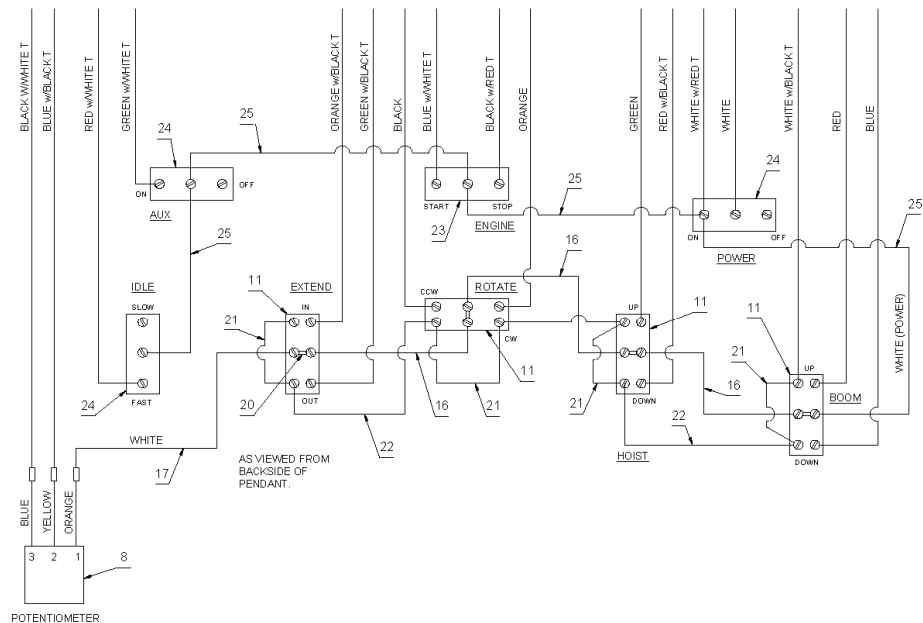 BLACK W/WHITE T
BLUE w/BLACK T
RED w/WHITE T
GREEN w/WHITE T
ORANGE w/BLACK T
GREEN w/BLACK T
BLACK
BLUE w/WHITE T
BLACK w/RED T
ORANGE
GREEN
RED w/BLACK T
WHITE w/RED T
WHITE
WHITE w/BLACK T
RED
BLUE
24
25
ON
OFF
AUX
START
STOP
23
ENGINE
25
24
ON
OFF
POWER
25
25
IDLE
SLOW
FAST
24
11
EXTEND
IN
OUT
21
20
16
22
CCW
ROTATE
CW
16
11
21
UP
11
DOWN
21
HOIST
16
22
WHITE (POWER)
11
UP
21
BOOM
DOWN
WHITE
17
AS VIEWED FROM
BACKSIDE OF
PENDANT.
BLUE
YELLOW
ORANGE
3 2 1
8
POTENTIOMETER